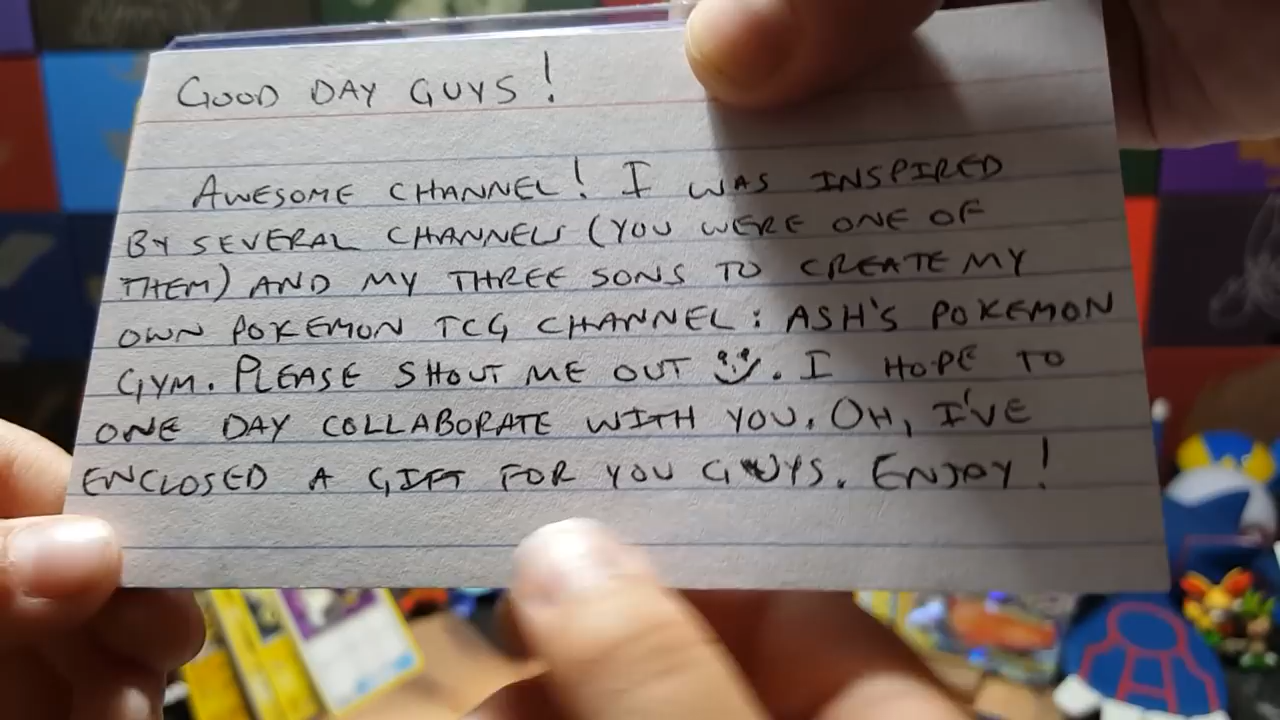 GOOD DAY GUYS!
AWESOME CHANNEL! I WAS INSPIRED
BY SEVERAL CHANNELS (YOU WERE ONE OF
THEM) AND MY THREE SONS TO CREATE MY
OWN POKEMON TCG CHANNEL: ASH'S POKEMON
GYM. PLEASE SHOUT ME OUT. I HOPE TO
ONE DAY COLLABORATE WITH YOU. OH, I'VE
ENCLOSED A GIFT FOR YOU GUYS. ENJOY!